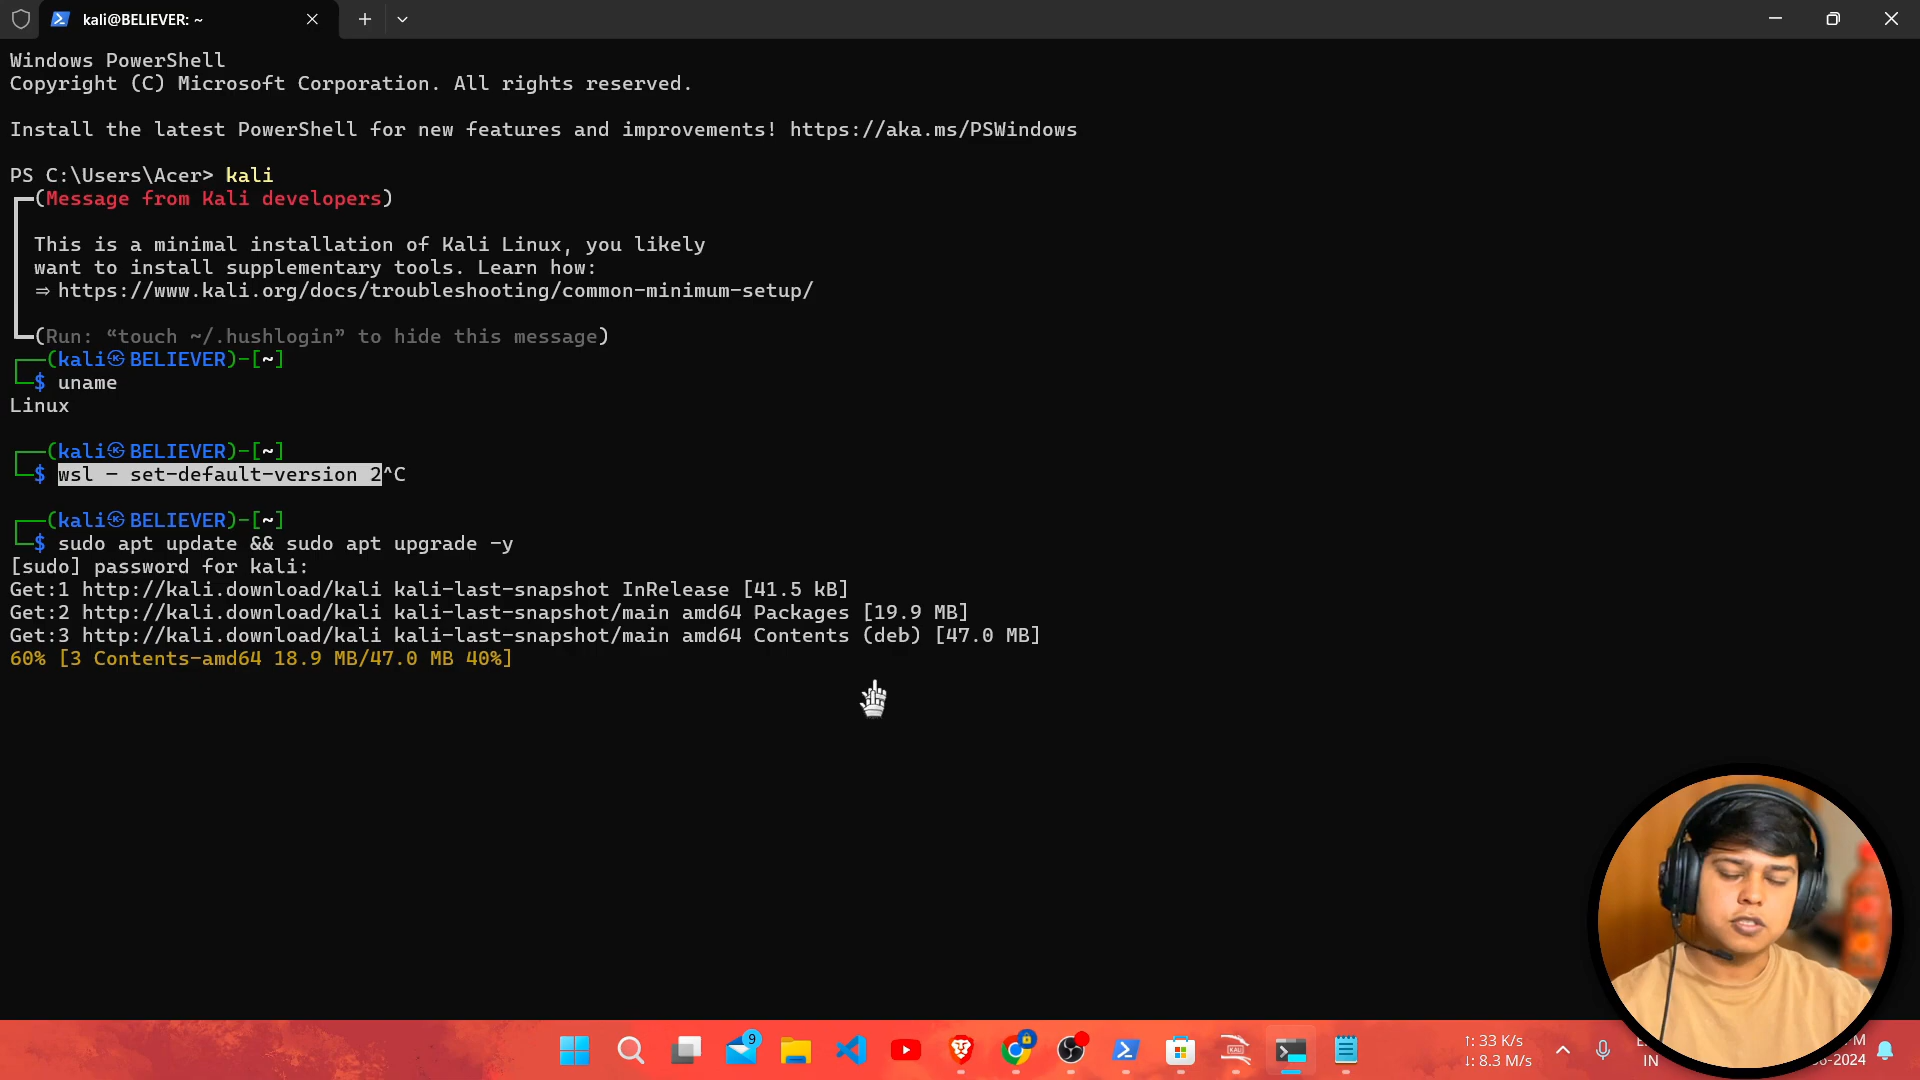 kali@BELIEVER: ~
Windows PowerShell
Copyright (C) Microsoft Corporation. All rights reserved.
Install the latest PowerShell for new features and improvements! https://aka.ms/PSWindows
PS C:\Users\Acer> kali
┌─(Message from Kali developers)
This is a minimal installation of Kali Linux, you likely
want to install supplementary tools. Learn how:
⇒ https://www.kali.org/docs/troubleshooting/common-minimum-setup/
└─(Run: “touch ~/.hushlogin” to hide this message)
┌──(kali㉿BELIEVER)-[~]
└─$ uname
Linux
┌──(kali㉿BELIEVER)-[~]
└─$ wsl – set-default-version 2^C
┌──(kali㉿BELIEVER)-[~]
└─$ sudo apt update && sudo apt upgrade -y
[sudo] password for kali:
Get:1 http://kali.download/kali kali-last-snapshot InRelease [41.5 kB]
Get:2 http://kali.download/kali kali-last-snapshot/main amd64 Packages [19.9 MB]
Get:3 http://kali.download/kali kali-last-snapshot/main amd64 Contents (deb) [47.0 MB]
60% [3 Contents-amd64 18.9 MB/47.0 MB 40%]
9
KALI
↑: 33 K/s
↓: 8.3 M/s
IN
-2024